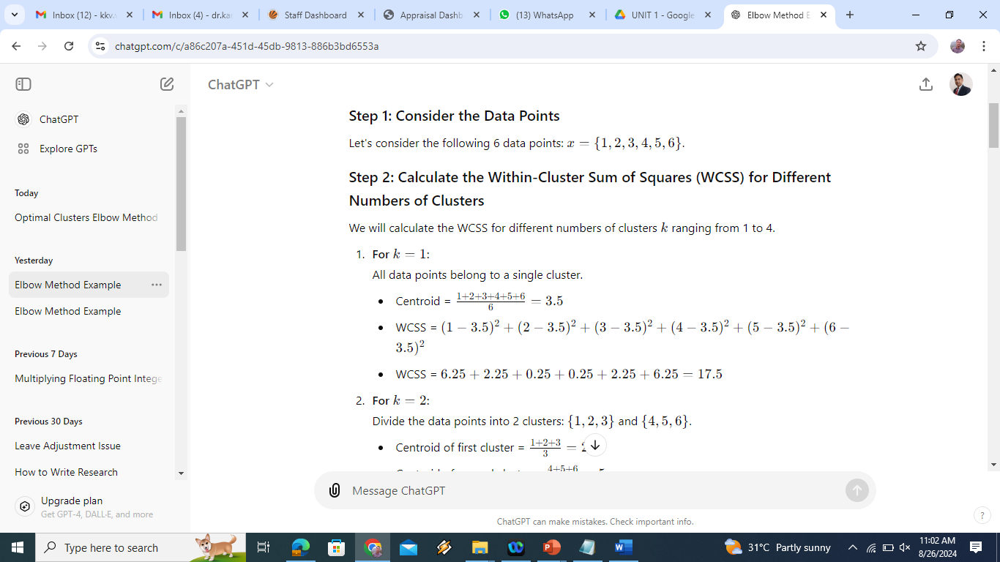 Inbox (12) - kkv
Inbox (4) - dr.ka
Staff Dashboard
Appraisal Dashb
(13) WhatsApp
UNIT 1 - Google
Elbow Method E
chatgpt.com/c/a86c207a-451d-45db-9813-886b3bd6553a
ChatGPT
Explore GPTs
Today
Optimal Clusters Elbow Method
Yesterday
Elbow Method Example
Elbow Method Example
Previous 7 Days
Multiplying Floating Point Intege
Previous 30 Days
Leave Adjustment Issue
How to Write Research
Upgrade plan
Get GPT-4, DALL·E, and more
ChatGPT
Step 1: Consider the Data Points
Let's consider the following 6 data points: x = {1, 2, 3, 4, 5, 6}.
Step 2: Calculate the Within-Cluster Sum of Squares (WCSS) for Different
Numbers of Clusters
We will calculate the WCSS for different numbers of clusters k ranging from 1 to 4.
1. For k = 1:
All data points belong to a single cluster.
• Centroid = 1+2+3+4+5+6/6 = 3.5
• WCSS = (1 − 3.5)² + (2 − 3.5)² + (3 − 3.5)² + (4 − 3.5)² + (5 − 3.5)² + (6 −
3.5)²
• WCSS = 6.25 + 2.25 + 0.25 + 0.25 + 2.25 + 6.25 = 17.5
2. For k = 2:
Divide the data points into 2 clusters: {1, 2, 3} and {4, 5, 6}.
• Centroid of first cluster = 1+2+3/3 =
4+5+6
Message ChatGPT
ChatGPT can make mistakes. Check important info.
?
Type here to search
31°C Partly sunny
11:02 AM
8/26/2024